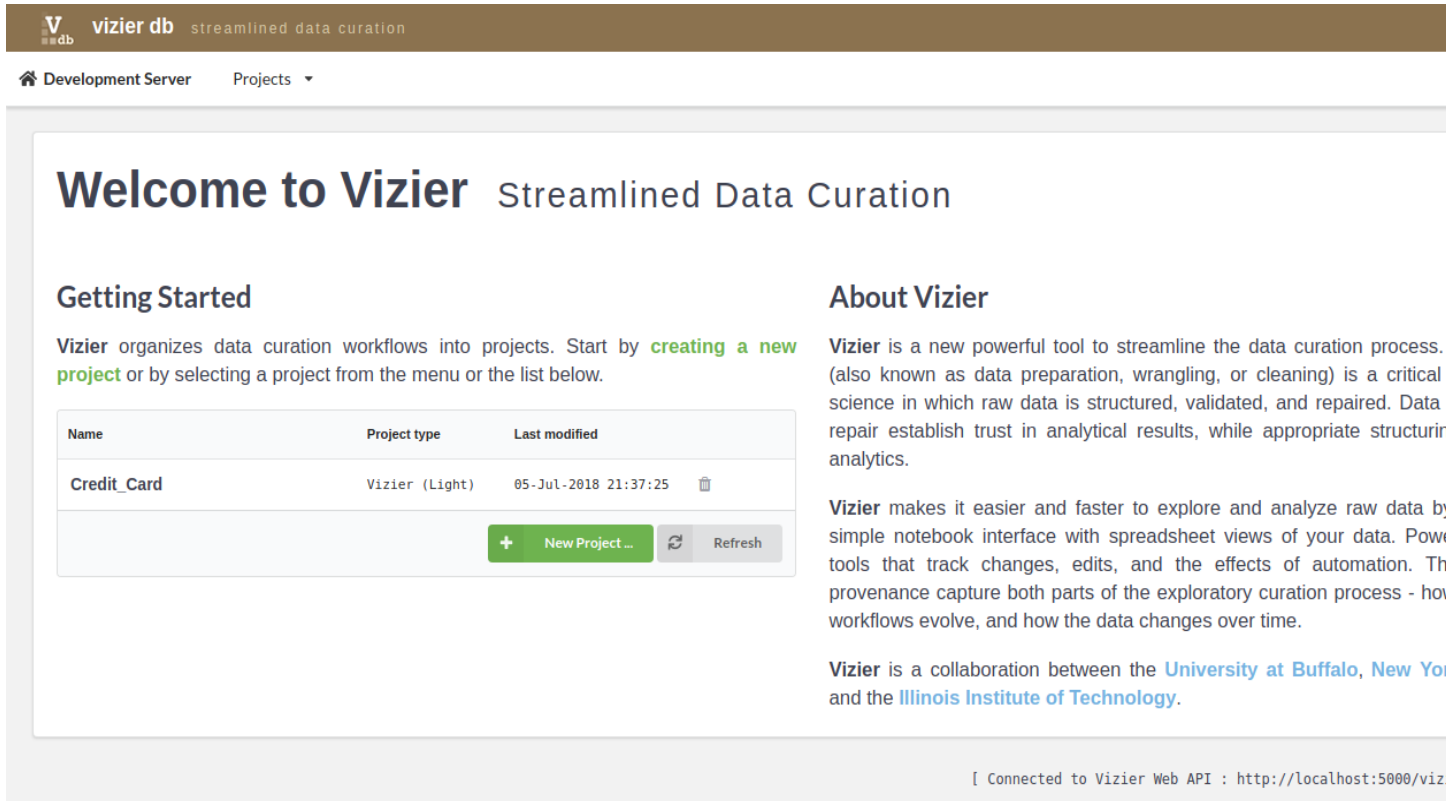 V db vizier db streamlined data curation
Development Server Projects
Welcome to Vizier Streamlined Data Curation
Getting Started
Vizier organizes data curation workflows into projects. Start by creating a new
project or by selecting a project from the menu or the list below.
Name Project type Last modified
Credit_Card Vizier (Light) 05-Jul-2018 21:37:25
+ New Project ... Refresh
About Vizier
Vizier is a new powerful tool to streamline the data curation process.
(also known as data preparation, wrangling, or cleaning) is a critical
science in which raw data is structured, validated, and repaired. Data
repair establish trust in analytical results, while appropriate
analytics.
Vizier makes it easier and faster to explore and analyze raw data
simple notebook interface with spreadsheet views of your data.
tools that track changes, edits, and the effects of automation.
provenance capture both parts of the exploratory curation process -
workflows evolve, and how the data changes over time.
Vizier is a collaboration between the University at Buffalo, New
and the Illinois Institute of Technology.
[ Connected to Vizier Web API : http://localhost:5000/viz